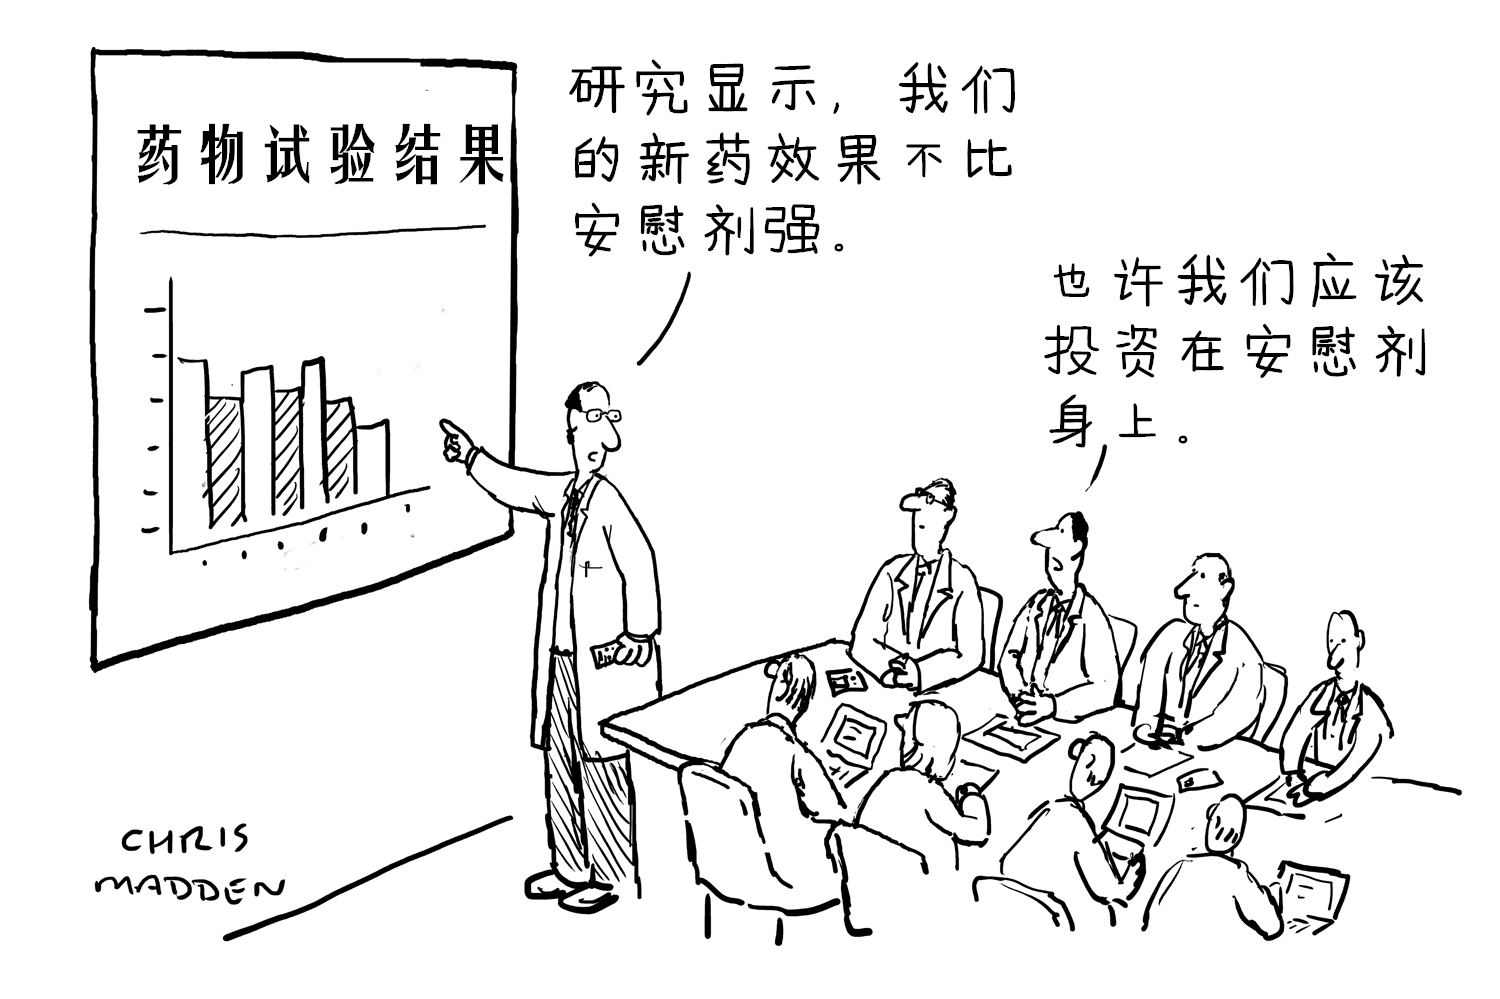 药物试验结果
研究显示，我们
的新药效果不比
安慰剂强。
也许我们应该
投资在安慰剂
身上。
CHRIS
MADDEN